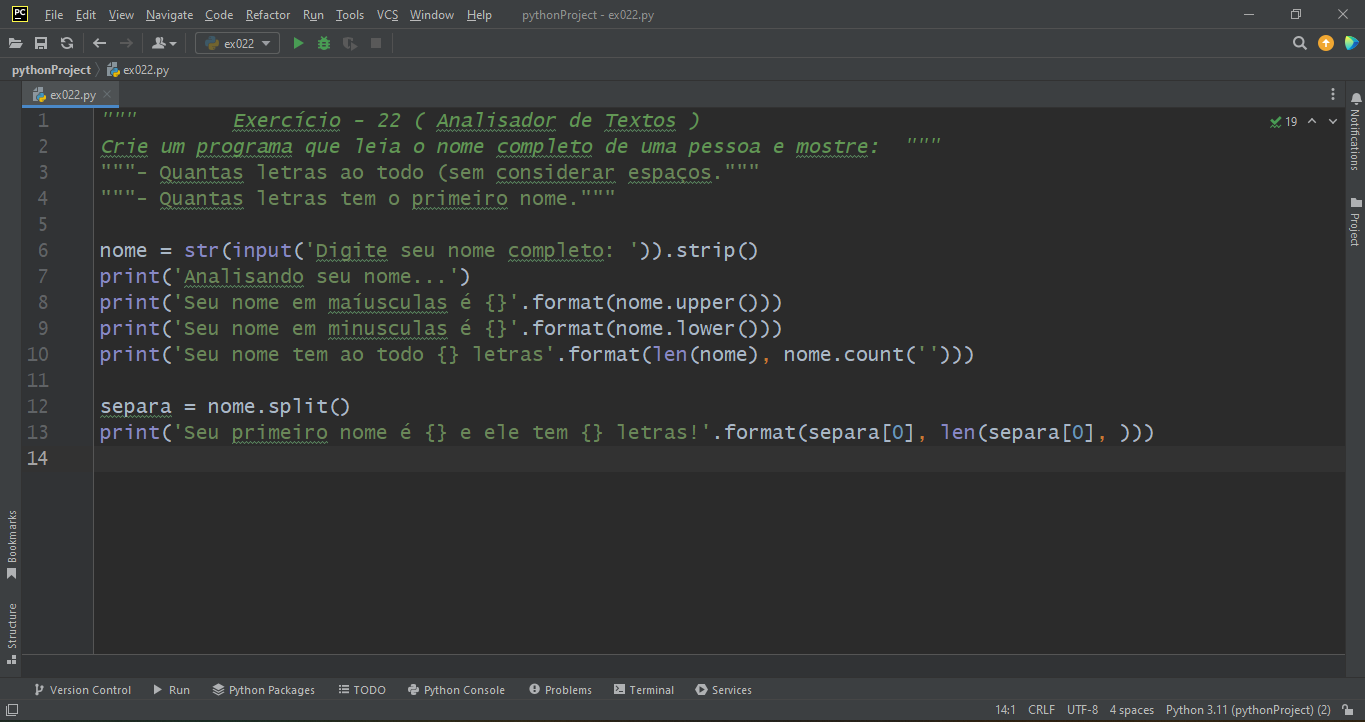 PC File Edit View Navigate Code Refactor Run Tools VCS Window Help pythonProject - ex022.py
ex022
pythonProject ex022.py
ex022.py
1 """ Exercício - 22 ( Analisador de Textos )
19
2 Crie um programa que leia o nome completo de uma pessoa e mostre: """
3 """- Quantas letras ao todo (sem considerar espaços."""
4 """- Quantas letras tem o primeiro nome."""
5
6 nome = str(input('Digite seu nome completo: ')).strip()
7 print('Analisando seu nome...')
8 print('Seu nome em maíusculas é {}'.format(nome.upper()))
9 print('Seu nome em minusculas é {}'.format(nome.lower()))
10 print('Seu nome tem ao todo {} letras'.format(len(nome), nome.count('')))
11
12 separa = nome.split()
13 print('Seu primeiro nome é {} e ele tem {} letras!'.format(separa[0], len(separa[0], )))
14
Notifications
Project
Bookmarks
Structure
Version Control Run Python Packages TODO Python Console Problems Terminal Services
14:1 CRLF UTF-8 4 spaces Python 3.11 (pythonProject) (2)